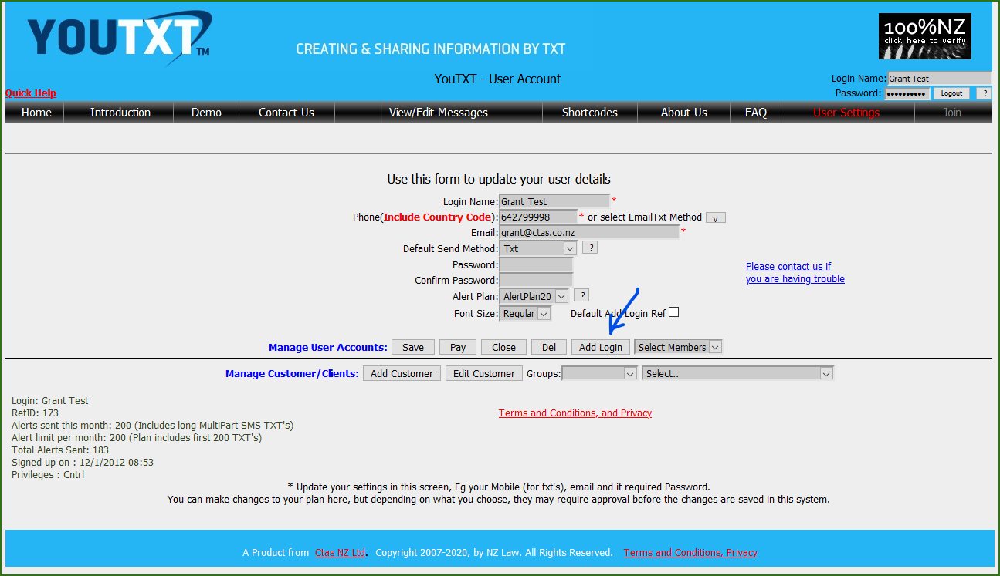 YOUTXT TM
CREATING & SHARING INFORMATION BY TXT
100%NZ
click here to verify
YouTXT - User Account
Login Name: Grant Test
Quick Help
Password: •••••••••• Logout ?
Home Introduction Demo Contact Us View/Edit Messages Shortcodes About Us FAQ User Settings Join
Use this form to update your user details
Login Name: Grant Test *
Phone(Include Country Code): 642799998 * or select EmailTxt Method v
Email: grant@ctas.co.nz *
Default Send Method: Txt ?
Password:
Confirm Password:
Please contact us if
you are having trouble
Alert Plan: AlertPlan20 ?
Font Size: Regular Default Add Login Ref
Manage User Accounts: Save Pay Close Del Add Login Select Members
Manage Customer/Clients: Add Customer Edit Customer Groups: Select..
Login: Grant Test
RefID: 173
Alerts sent this month: 200 (Includes long MultiPart SMS TXT's)
Alert limit per month: 200 (Plan includes first 200 TXT's)
Total Alerts Sent: 183
Signed up on : 12/1/2012 08:53
Privileges : Cntrl
Terms and Conditions, and Privacy
* Update your settings in this screen, Eg your Mobile (for txt's), email and if required Password.
You can make changes to your plan here, but depending on what you choose, they may require approval before the changes are saved in this system.
A Product from Ctas NZ Ltd. Copyright 2007-2020, by NZ Law. All Rights Reserved. Terms and Conditions, Privacy